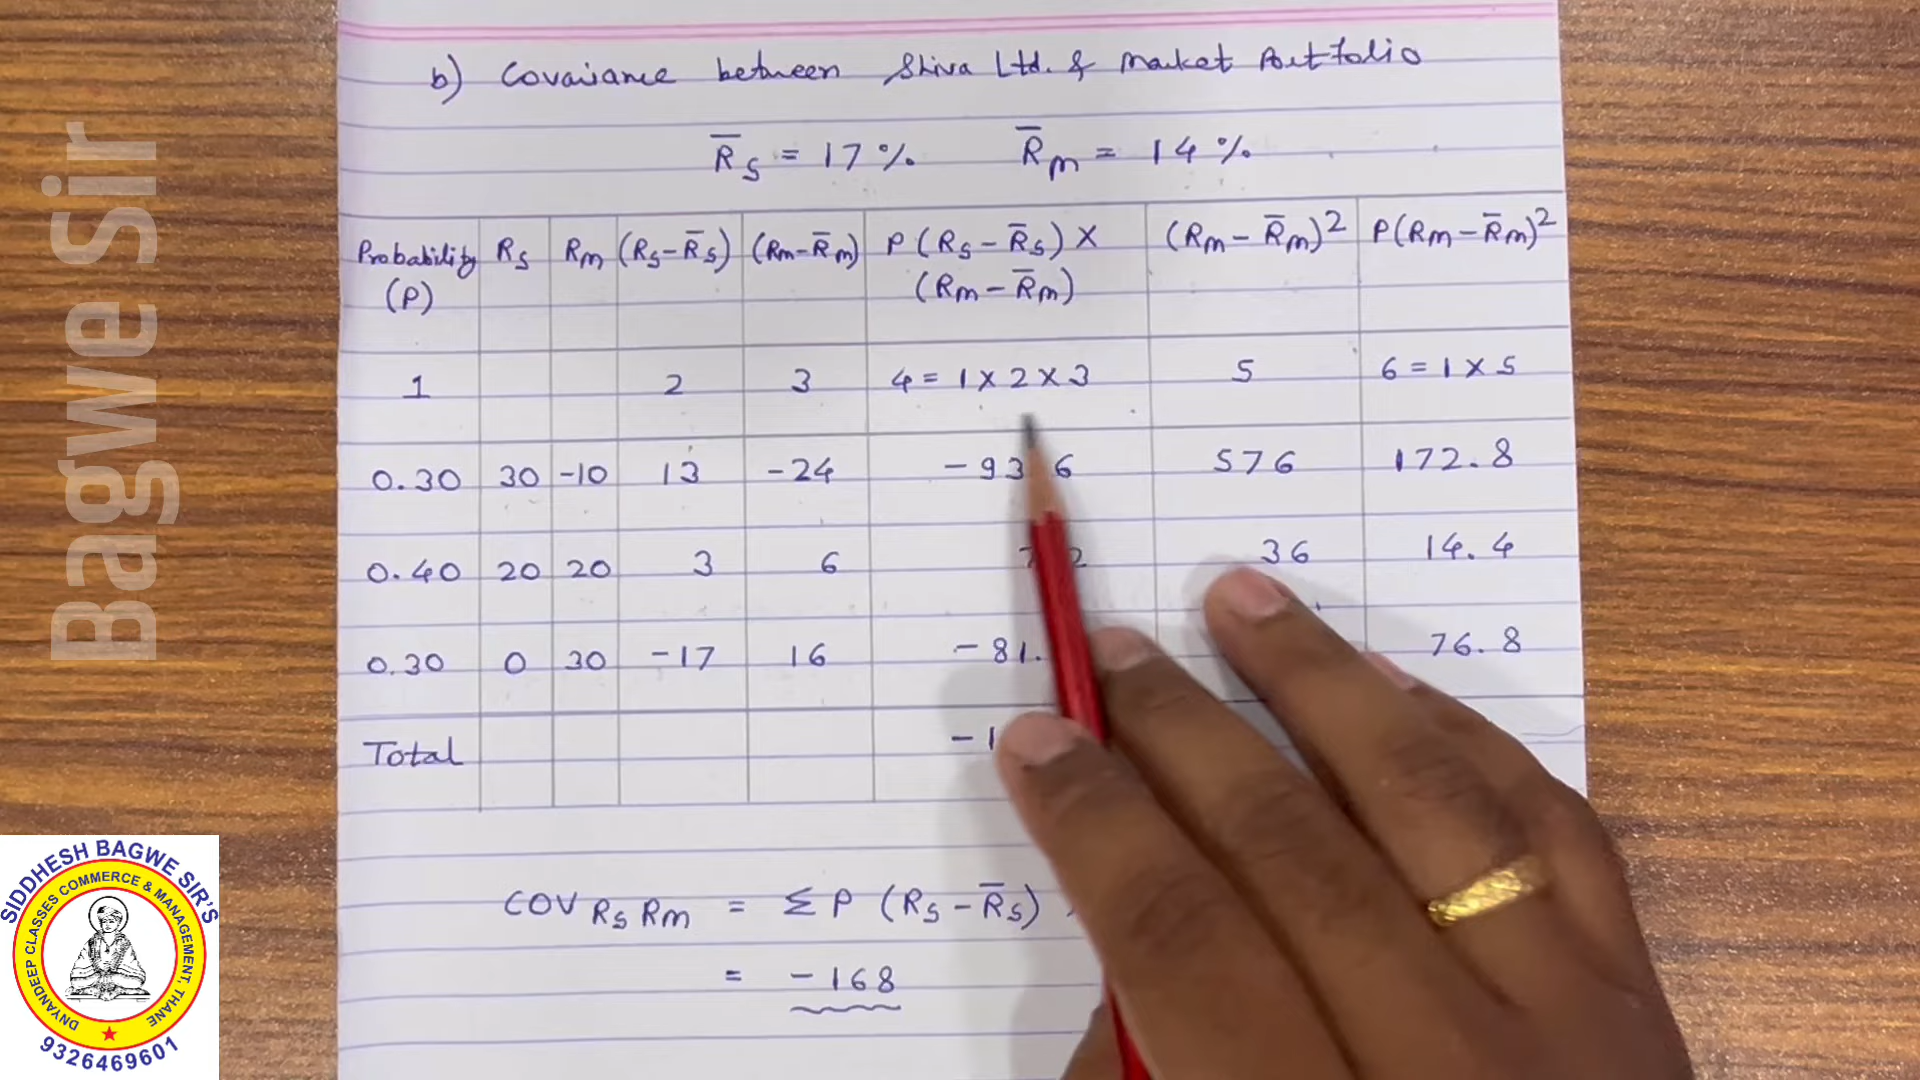 b) Covariance between Shiva Ltd. & Market Portfolio
R̅s = 17 % R̅m = 14 %
Probability (P) Rs Rm (Rs-R̅s) (Rm-R̅m) P(Rs-R̅s) X (Rm-R̅m) (Rm-R̅m)2 P(Rm-R̅m)2
1 2 3 4 = 1 x 2 x 3 5 6 = 1 x 5
0.30 30 -10 13 -24 576 172.8
0.40 20 20 3 6 36 14.4
0.30 0 30 -17 16 -81. 76.8
Total
COV Rs Rm = Σ P (Rs-R̅s)
= -168
Bagwe Sir
SIDDHESH BAGWE SIR'S
DNYANDEEP CLASSES COMMERCE & MANAGEMENT, THANE
9326469601